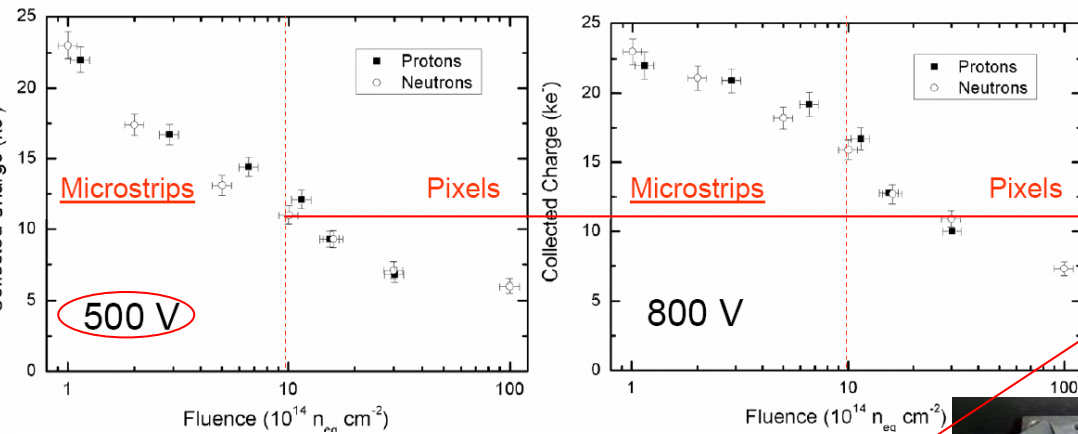 25
20
15
10
5
0
1
10
100
Protons
Neutrons
Microstrips
Pixels
500 V
Fluence (10¹⁴ n_eq cm⁻²)
Collected Charge (ke⁻)
25
20
15
10
5
0
1
10
100
Protons
Neutrons
Microstrips
Pixels
800 V
Fluence (10¹⁴ n_eq cm⁻²)